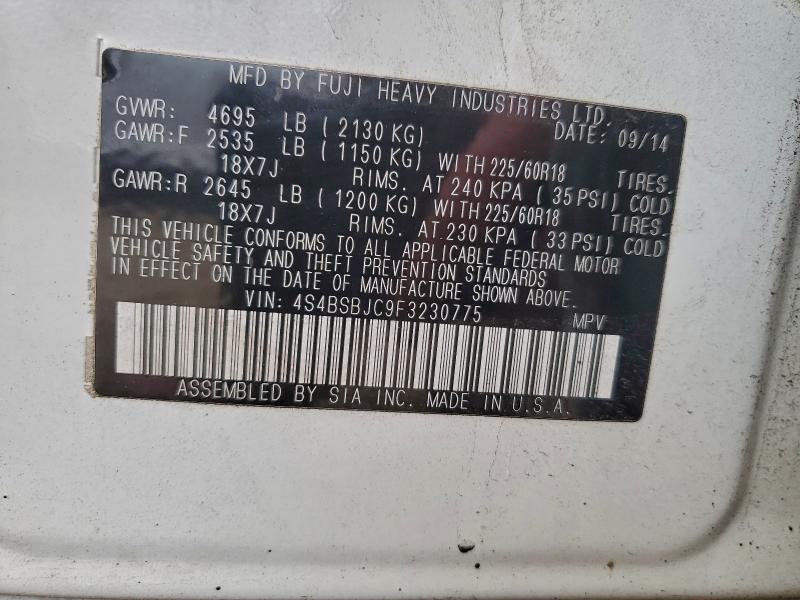 MFD BY FUJI HEAVY INDUSTRIES LTD.
GVWR: 4695 LB ( 2130 KG) DATE: 09/14
GAWR:F 2535 LB ( 1150 KG) WITH 225/60R18 TIRES.
18X7J RIMS. AT 240 KPA ( 35 PSI) COLD
GAWR:R 2645 LB ( 1200 KG) WITH 225/60R18 TIRES.
18X7J RIMS. AT 230 KPA ( 33 PSI) COLD
THIS VEHICLE CONFORMS TO ALL APPLICABLE FEDERAL MOTOR
VEHICLE SAFETY AND THEFT PREVENTION STANDARDS
IN EFFECT ON THE DATE OF MANUFACTURE SHOWN ABOVE.
VIN: 4S4BSBJC9F3230775 MPV
ASSEMBLED BY SIA INC. MADE IN U.S.A.